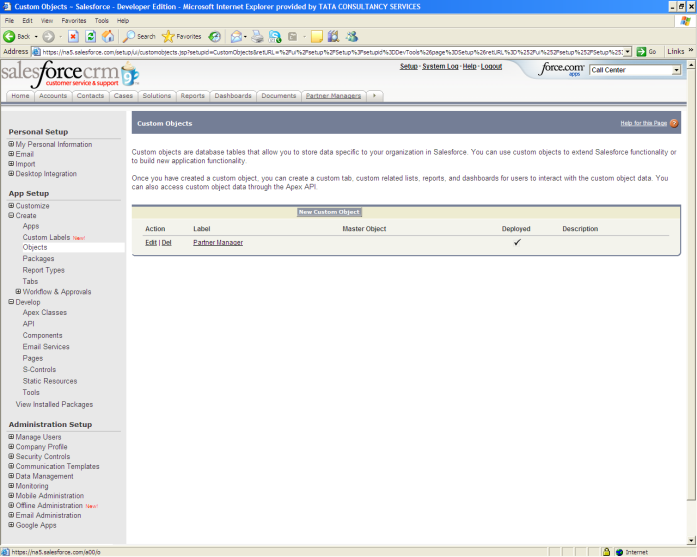 Custom Objects ~ Salesforce - Developer Edition - Microsoft Internet Explorer provided by TATA CONSULTANCY SERVICES
File Edit View Favorites Tools Help
Back Search Favorites
Address https://na5.salesforce.com/setup/ui/customobjects.jsp?setupid=CustomObjects&retURL=%2Fui%2Fsetup%2FSetup%3Fsetupid%3DDevTools%26page%3DSetup%26retURL%3D%252Fui%252Fsetup%252FSetup%25 Go Links »
salesforcecrm
customer service & support
Setup · System Log · Help · Logout
force.com
apps
Call Center
Home Accounts Contacts Cases Solutions Reports Dashboards Documents Partner Managers
Personal Setup
My Personal Information
Email
Import
Desktop Integration
App Setup
Customize
Create
Apps
Custom Labels New!
Objects
Packages
Report Types
Tabs
Workflow & Approvals
Develop
Apex Classes
API
Components
Email Services
Pages
S-Controls
Static Resources
Tools
View Installed Packages
Administration Setup
Manage Users
Company Profile
Security Controls
Communication Templates
Data Management
Monitoring
Mobile Administration
Offline Administration New!
Email Administration
Google Apps
Custom Objects
Help for this Page
Custom objects are database tables that allow you to store data specific to your organization in Salesforce. You can use custom objects to extend Salesforce functionality or
to build new application functionality.
Once you have created a custom object, you can create a custom tab, custom related lists, reports, and dashboards for users to interact with the custom object data. You
can also access custom object data through the Apex API.
New Custom Object
Action Label Master Object Deployed Description
Edit | Del Partner Manager ✓
https://na5.salesforce.com/a00/o
Internet